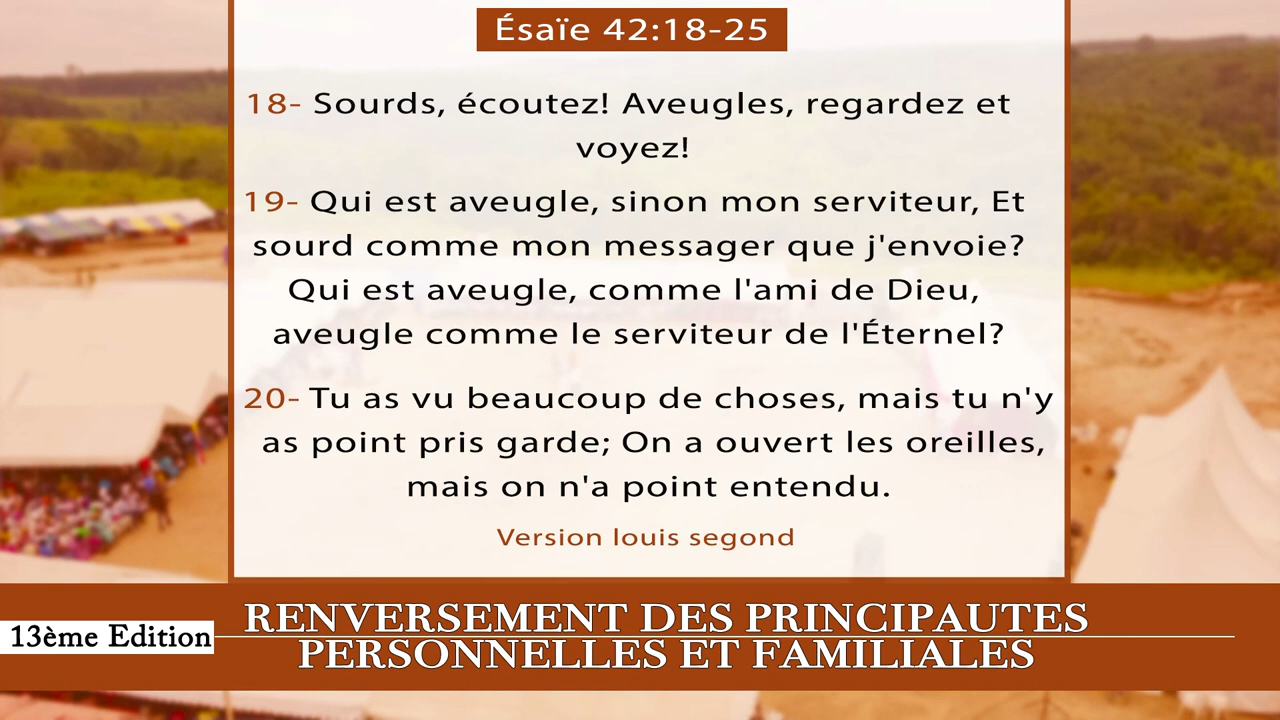 Ésaïe 42:18-25
18- Sourds, écoutez! Aveugles, regardez et
voyez!
19- Qui est aveugle, sinon mon serviteur, Et
sourd comme mon messager que j'envoie?
Qui est aveugle, comme l'ami de Dieu,
aveugle comme le serviteur de l'Éternel?
20- Tu as vu beaucoup de choses, mais tu n'y
as point pris garde; On a ouvert les oreilles,
mais on n'a point entendu.
Version louis segond
13ème Edition
RENVERSEMENT DES PRINCIPAUTES
PERSONNELLES ET FAMILIALES